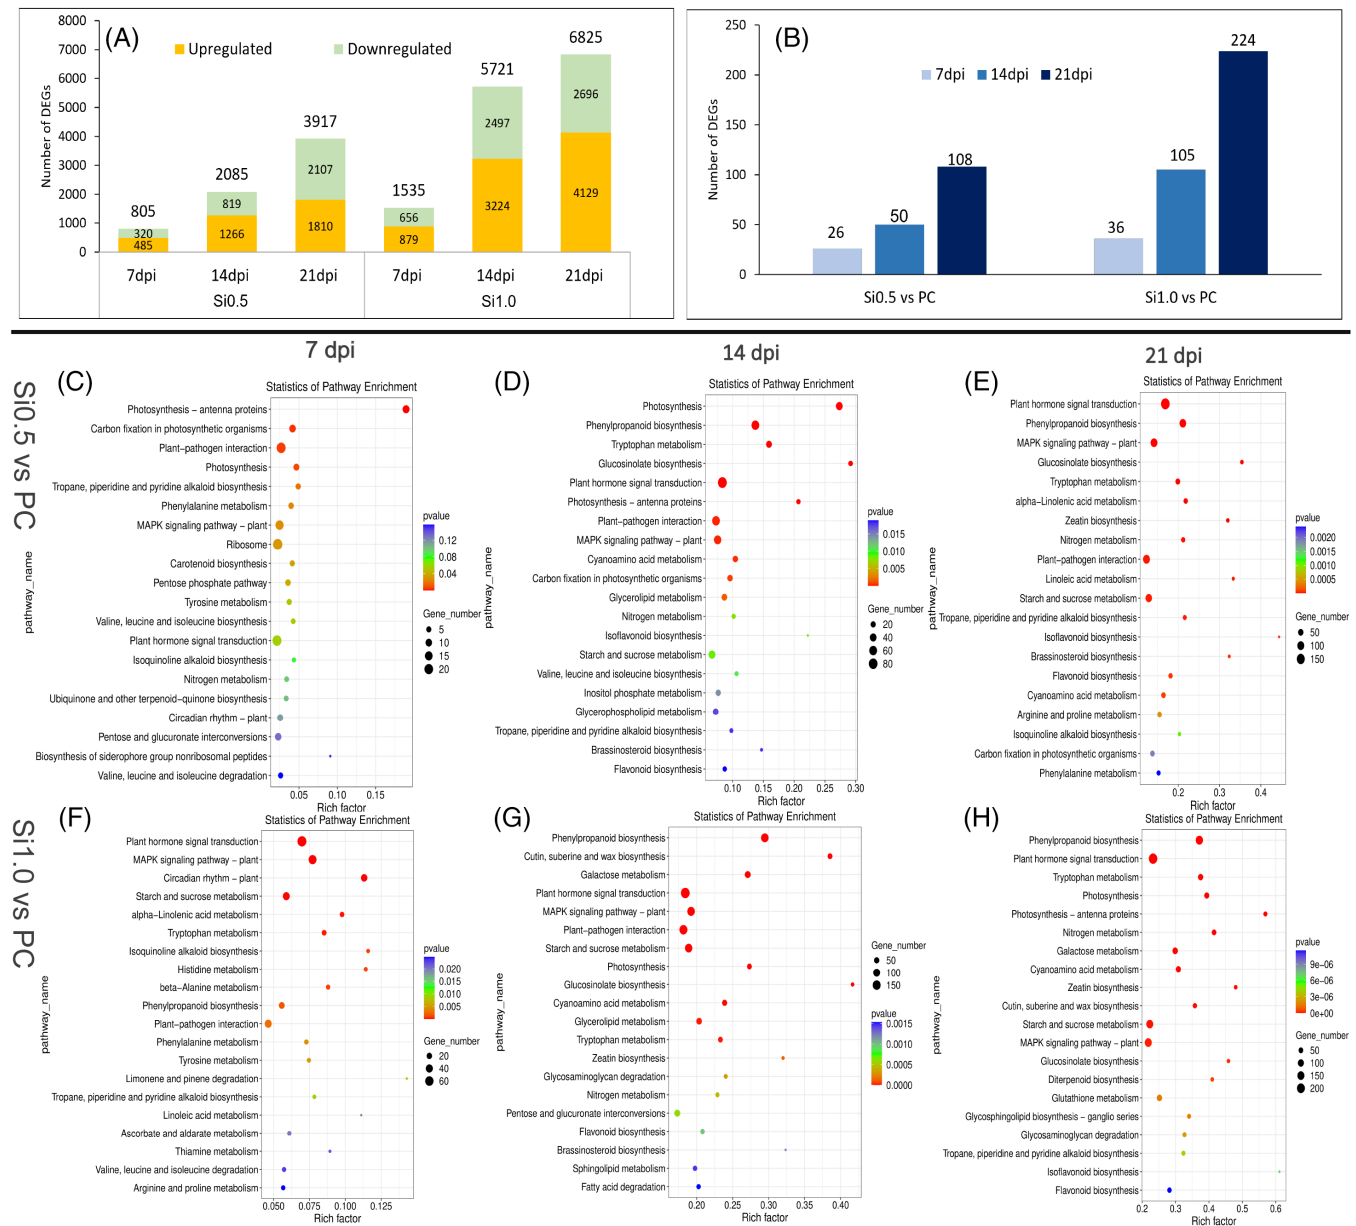 (A)
Upregulated Downregulated
Number of DEGs
8000
7000
6000
5000
4000
3000
2000
1000
0
805
320
485
2085
819
1266
3917
2107
1810
1535
656
879
5721
2497
3224
6825
2696
4129
7dpi 14dpi 21dpi 7dpi 14dpi 21dpi
Si0.5 Si1.0
(B)
7dpi 14dpi 21dpi
Number of DEGs
250
200
150
100
50
0
26 50 108 36 105 224
Si0.5 vs PC Si1.0 vs PC
7 dpi 14 dpi 21 dpi
Si0.5 vs PC
(C)
Statistics of Pathway Enrichment
pathway_name
Photosynthesis − antenna proteins
Carbon fixation in photosynthetic organisms
Plant−pathogen interaction
Photosynthesis
Tropane, piperidine and pyridine alkaloid biosynthesis
Phenylalanine metabolism
MAPK signaling pathway − plant
Ribosome
Carotenoid biosynthesis
Pentose phosphate pathway
Tyrosine metabolism
Valine, leucine and isoleucine biosynthesis
Plant hormone signal transduction
Isoquinoline alkaloid biosynthesis
Nitrogen metabolism
Ubiquinone and other terpenoid−quinone biosynthesis
Circadian rhythm − plant
Pentose and glucuronate interconversions
Biosynthesis of siderophore group nonribosomal peptides
Valine, leucine and isoleucine degradation
0.05 0.10 0.15
Rich factor
pvalue
0.12
0.08
0.04
Gene_number
5
10
15
20
(D)
Statistics of Pathway Enrichment
pathway_name
Photosynthesis
Phenylpropanoid biosynthesis
Tryptophan metabolism
Glucosinolate biosynthesis
Plant hormone signal transduction
Photosynthesis − antenna proteins
Plant−pathogen interaction
MAPK signaling pathway − plant
Cyanoamino acid metabolism
Carbon fixation in photosynthetic organisms
Glycerolipid metabolism
Nitrogen metabolism
Isoflavonoid biosynthesis
Starch and sucrose metabolism
Valine, leucine and isoleucine biosynthesis
Inositol phosphate metabolism
Glycerophospholipid metabolism
Tropane, piperidine and pyridine alkaloid biosynthesis
Brassinosteroid biosynthesis
Flavonoid biosynthesis
0.10 0.15 0.20 0.25 0.30
Rich factor
pvalue
0.015
0.010
0.005
Gene_number
20
40
60
80
(E)
Statistics of Pathway Enrichment
pathway_name
Plant hormone signal transduction
Phenylpropanoid biosynthesis
MAPK signaling pathway − plant
Glucosinolate biosynthesis
Tryptophan metabolism
alpha−Linolenic acid metabolism
Zeatin biosynthesis
Nitrogen metabolism
Plant−pathogen interaction
Linoleic acid metabolism
Starch and sucrose metabolism
Tropane, piperidine and pyridine alkaloid biosynthesis
Isoflavonoid biosynthesis
Brassinosteroid biosynthesis
Flavonoid biosynthesis
Cyanoamino acid metabolism
Arginine and proline metabolism
Isoquinoline alkaloid biosynthesis
Carbon fixation in photosynthetic organisms
Phenylalanine metabolism
0.2 0.3 0.4
Rich factor
pvalue
0.0020
0.0015
0.0010
0.0005
Gene_number
50
100
150
Si1.0 vs PC
(F)
Statistics of Pathway Enrichment
pathway_name
Plant hormone signal transduction
MAPK signaling pathway − plant
Circadian rhythm − plant
Starch and sucrose metabolism
alpha−Linolenic acid metabolism
Tryptophan metabolism
Isoquinoline alkaloid biosynthesis
Histidine metabolism
beta−Alanine metabolism
Phenylpropanoid biosynthesis
Plant−pathogen interaction
Phenylalanine metabolism
Tyrosine metabolism
Limonene and pinene degradation
Tropane, piperidine and pyridine alkaloid biosynthesis
Linoleic acid metabolism
Ascorbate and aldarate metabolism
Thiamine metabolism
Valine, leucine and isoleucine degradation
Arginine and proline metabolism
0.050 0.075 0.100 0.125
Rich factor
pvalue
0.020
0.015
0.010
0.005
Gene_number
20
40
60
(G)
Statistics of Pathway Enrichment
pathway_name
Phenylpropanoid biosynthesis
Cutin, suberine and wax biosynthesis
Galactose metabolism
Plant hormone signal transduction
MAPK signaling pathway − plant
Plant−pathogen interaction
Starch and sucrose metabolism
Photosynthesis
Glucosinolate biosynthesis
Cyanoamino acid metabolism
Glycerolipid metabolism
Tryptophan metabolism
Zeatin biosynthesis
Glycosaminoglycan degradation
Nitrogen metabolism
Pentose and glucuronate interconversions
Flavonoid biosynthesis
Brassinosteroid biosynthesis
Sphingolipid metabolism
Fatty acid degradation
0.20 0.25 0.30 0.35 0.40
Rich factor
Gene_number
50
100
150
pvalue
0.0015
0.0010
0.0005
0.0000
(H)
Statistics of Pathway Enrichment
pathway_name
Phenylpropanoid biosynthesis
Plant hormone signal transduction
Tryptophan metabolism
Photosynthesis
Photosynthesis − antenna proteins
Nitrogen metabolism
Galactose metabolism
Cyanoamino acid metabolism
Zeatin biosynthesis
Cutin, suberine and wax biosynthesis
Starch and sucrose metabolism
MAPK signaling pathway − plant
Glucosinolate biosynthesis
Diterpenoid biosynthesis
Glutathione metabolism
Glycosphingolipid biosynthesis − ganglio series
Glycosaminoglycan degradation
Tropane, piperidine and pyridine alkaloid biosynthesis
Isoflavonoid biosynthesis
Flavonoid biosynthesis
0.2 0.3 0.4 0.5 0.6
Rich factor
pvalue
9e−06
6e−06
3e−06
0e+00
Gene_number
50
100
150
200